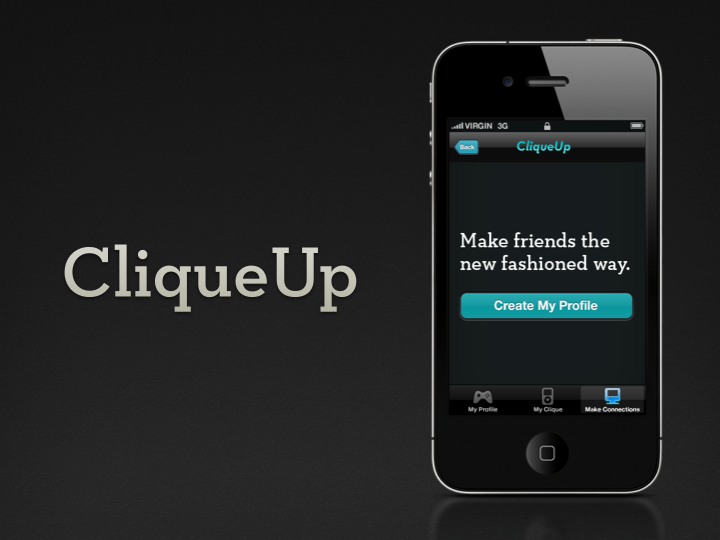 CliqueUp
VIRGIN 3G
Back
CliqueUp
Make friends the
new fashioned way.
Create My Profile
My Profile
My Clique
Make Connections